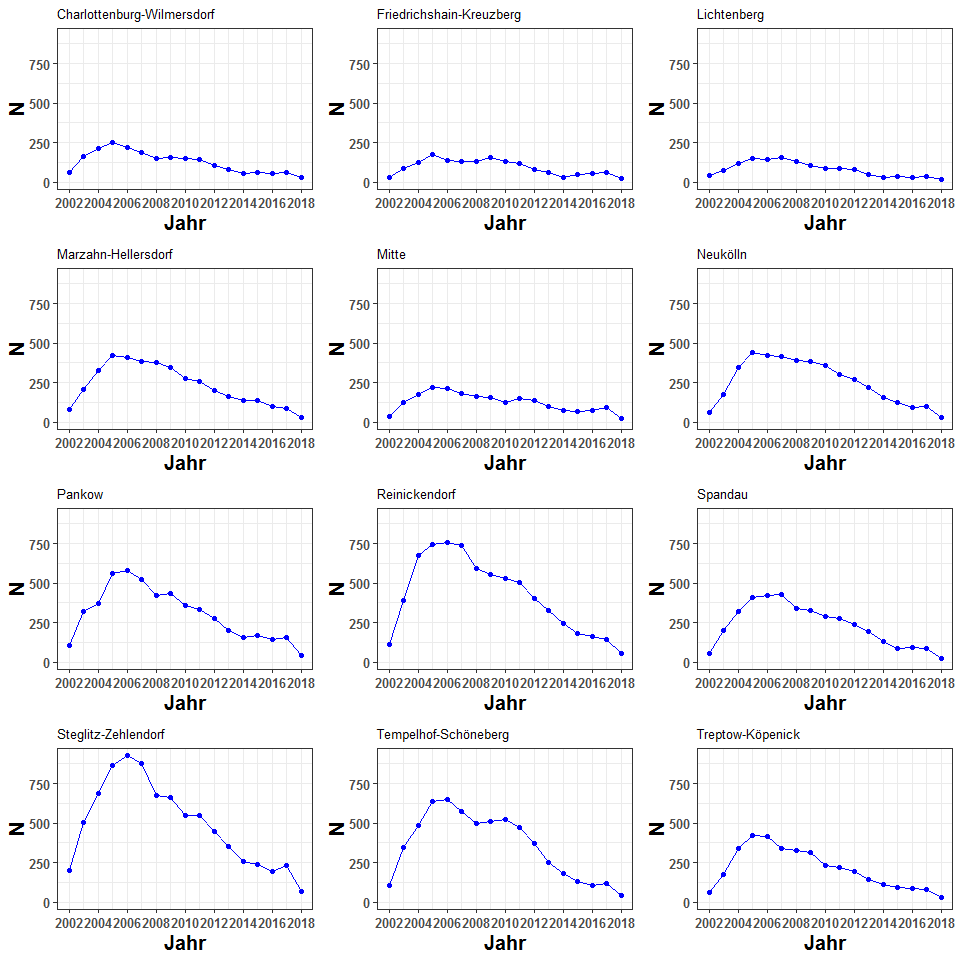 Charlottenburg-Wilmersdorf
N
750
500
250
0
2002 2004 2006 2008 2010 2012 2014 2016 2018
Jahr
Friedrichshain-Kreuzberg
N
750
500
250
0
2002 2004 2006 2008 2010 2012 2014 2016 2018
Jahr
Lichtenberg
N
750
500
250
0
2002 2004 2006 2008 2010 2012 2014 2016 2018
Jahr
Marzahn-Hellersdorf
N
750
500
250
0
2002 2004 2006 2008 2010 2012 2014 2016 2018
Jahr
Mitte
N
750
500
250
0
2002 2004 2006 2008 2010 2012 2014 2016 2018
Jahr
Neukölln
N
750
500
250
0
2002 2004 2006 2008 2010 2012 2014 2016 2018
Jahr
Pankow
N
750
500
250
0
2002 2004 2006 2008 2010 2012 2014 2016 2018
Jahr
Reinickendorf
N
750
500
250
0
2002 2004 2006 2008 2010 2012 2014 2016 2018
Jahr
Spandau
N
750
500
250
0
2002 2004 2006 2008 2010 2012 2014 2016 2018
Jahr
Steglitz-Zehlendorf
N
750
500
250
0
2002 2004 2006 2008 2010 2012 2014 2016 2018
Jahr
Tempelhof-Schöneberg
N
750
500
250
0
2002 2004 2006 2008 2010 2012 2014 2016 2018
Jahr
Treptow-Köpenick
N
750
500
250
0
2002 2004 2006 2008 2010 2012 2014 2016 2018
Jahr